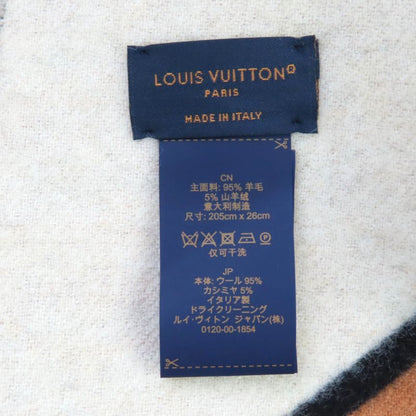 LOUIS VUITTON®
PARIS
MADE IN ITALY
CN
主面料: 95% 羊毛
5% 山羊绒
意大利制造
尺寸: 205cm x 26cm
仅可干洗
JP
本体: ウール 95%
カシミヤ 5%
イタリア製
ドライクリーニング
ルイ･ヴィトン ジャパン(株)
0120-00-1854